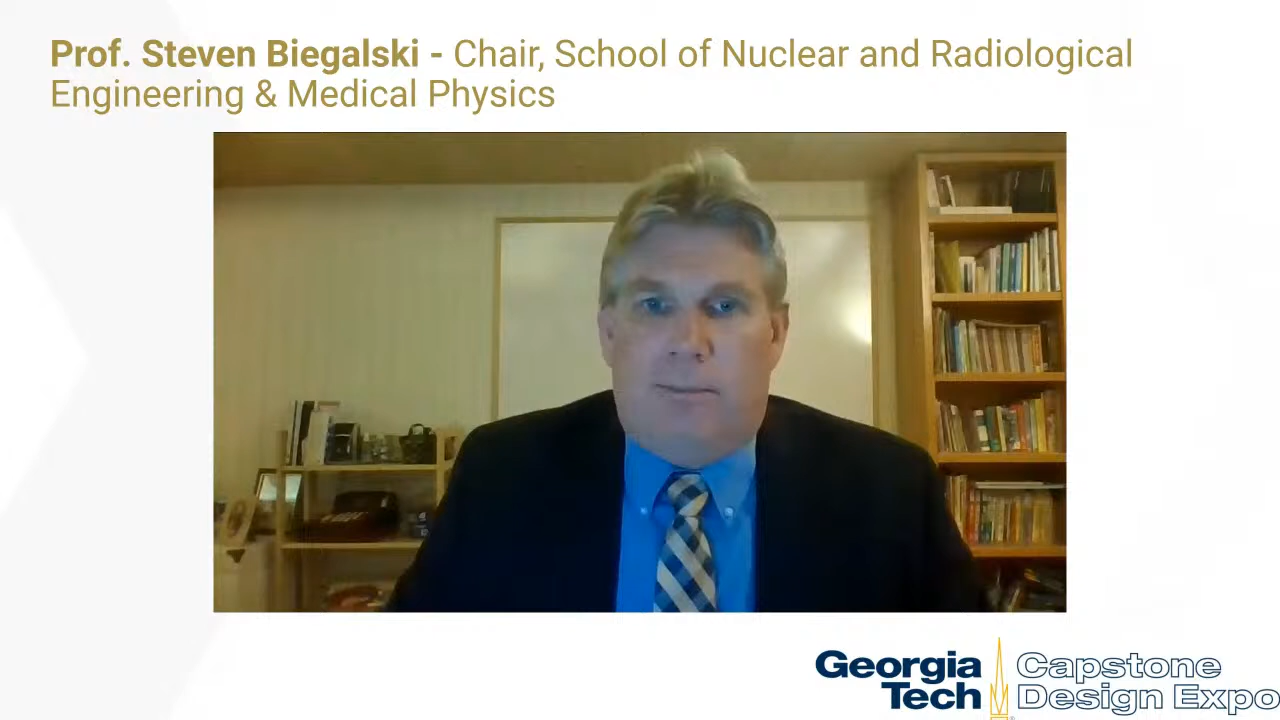 Prof. Steven Biegalski - Chair, School of Nuclear and Radiological
Engineering & Medical Physics
Georgia
Tech
Capstone
Design Expo